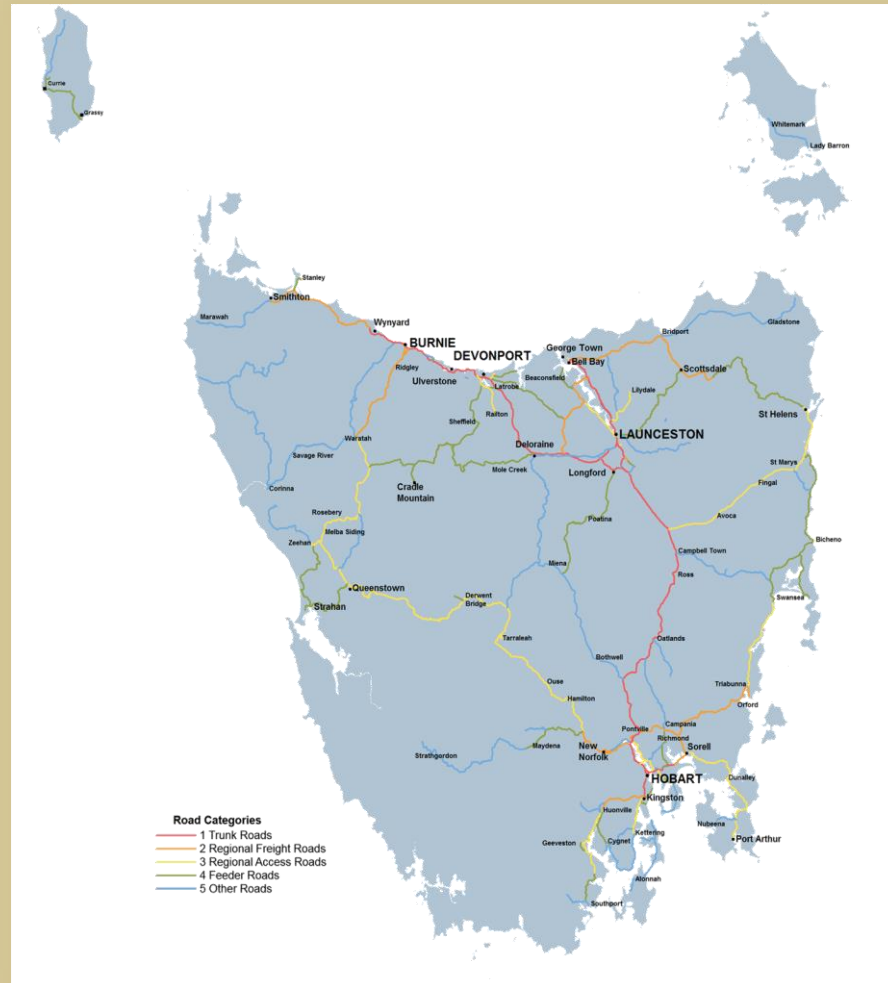 Currie
Grassy
Whitemark
Lady Barron
Stanley
Smithton
Marawah
Wynyard
BURNIE
DEVONPORT
George Town
Bell Bay
Bridport
Gladstone
Ridgley
Ulverstone
Latrobe
Beaconsfield
Lilydale
Scottsdale
Sheffield
Railton
St Helens
LAUNCESTON
Waratah
Savage River
Deloraine
Mole Creek
Longford
St Marys
Fingal
Corinna
Cradle
Mountain
Rosebery
Melba Siding
Poatina
Avoca
Zeehan
Bicheno
Campbell Town
Miena
Ross
Queenstown
Strahan
Derwent
Bridge
Swansea
Tarraleah
Oatlands
Bothwell
Ouse
Hamilton
Triabunna
Orford
Pontville
Campania
Richmond
Sorell
New
Norfolk
Maydena
Strathgordon
HOBART
Dunalley
Kingston
Huonville
Nubeena
Port Arthur
Kettering
Cygnet
Geeveston
Alonnah
Southport
Road Categories
1 Trunk Roads
2 Regional Freight Roads
3 Regional Access Roads
4 Feeder Roads
5 Other Roads